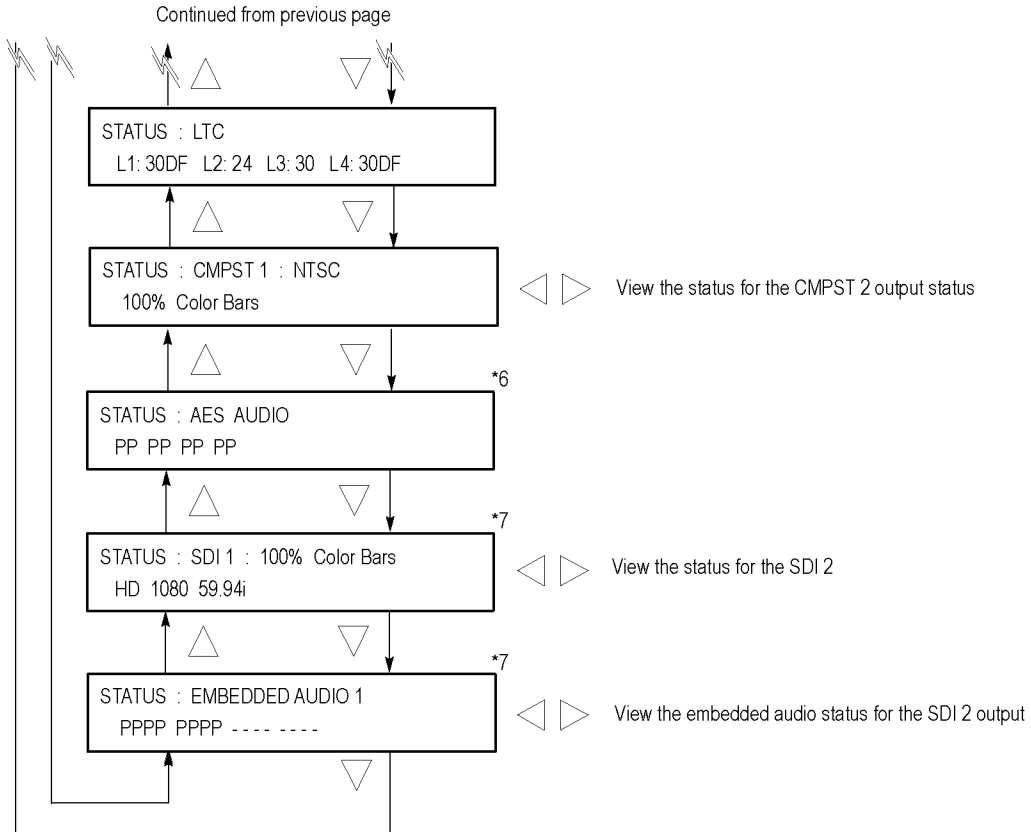 Continued from previous page
STATUS : LTC
L1: 30DF L2: 24 L3: 30 L4: 30DF
STATUS : CMPST 1 : NTSC
100% Color Bars
View the status for the CMPST 2 output status
*6
STATUS : AES AUDIO
PP PP PP PP
*7
STATUS : SDI 1 : 100% Color Bars
HD 1080 59.94i
View the status for the SDI 2
*7
STATUS : EMBEDDED AUDIO 1
PPPP PPPP - - - - - - - -
View the embedded audio status for the SDI 2 output